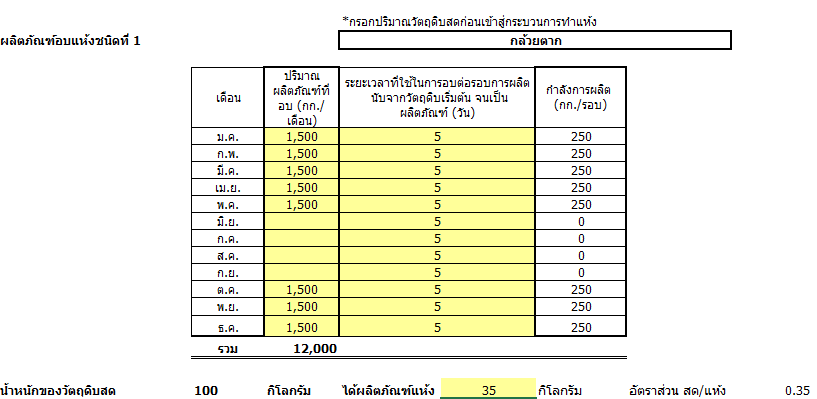 *กรอกปริมาณวัตถุดิบสดก่อนเข้าสู่กระบวนการทำแห้ง
ผลิตภัณฑ์อบแห้งชนิดที่ 1 กล้วยตาก
เดือน ปริมาณผลิตภัณฑ์ที่อบ (กก./เดือน) ระยะเวลาที่ใช้ในการอบต่อรอบการผลิต นับจากวัตถุดิบเริ่มต้น จนเป็นผลิตภัณฑ์ (วัน) กำลังการผลิต (กก./รอบ)
ม.ค. 1,500 5 250
ก.พ. 1,500 5 250
มี.ค. 1,500 5 250
เม.ย. 1,500 5 250
พ.ค. 1,500 5 250
มิ.ย. 5 0
ก.ค. 5 0
ส.ค. 5 0
ก.ย. 5 0
ต.ค. 1,500 5 250
พ.ย. 1,500 5 250
ธ.ค. 1,500 5 250
รวม 12,000
น้ำหนักของวัตถุดิบสด 100 กิโลกรัม ได้ผลิตภัณฑ์แห้ง 35 กิโลกรัม อัตราส่วน สด/แห้ง 0.35